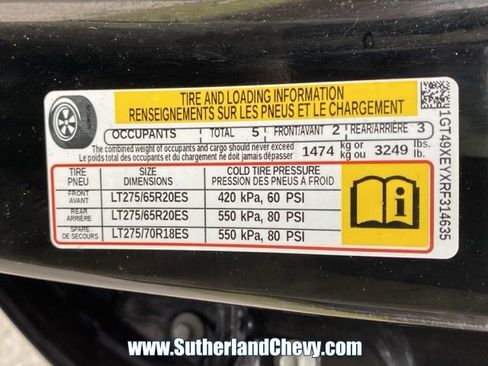 TIRE AND LOADING INFORMATION
RENSEIGNEMENTS SUR LES PNEUS ET LE CHARGEMENT
OCCUPANTS TOTAL 5 FRONT/AVANT 2 REAR/ARRIÈRE 3
The combined weight of occupants and cargo should never exceed 1474 kg or 3249 lbs.
Le poids total des occupants et du chargement ne doit jamais dépasser kg ou lb.
TIRE SIZE COLD TIRE PRESSURE
PNEU DIMENSIONS PRESSION DES PNEUS À FROID
FRONT
AVANT LT275/65R20ES 420 kPa, 60 PSI
REAR
ARRIÈRE LT275/65R20ES 550 kPa, 80 PSI
SPARE
DE SECOURS LT275/70R18ES 550 kPa, 80 PSI
1GTA9XEYXRF314635
www.SutherlandChevy.com